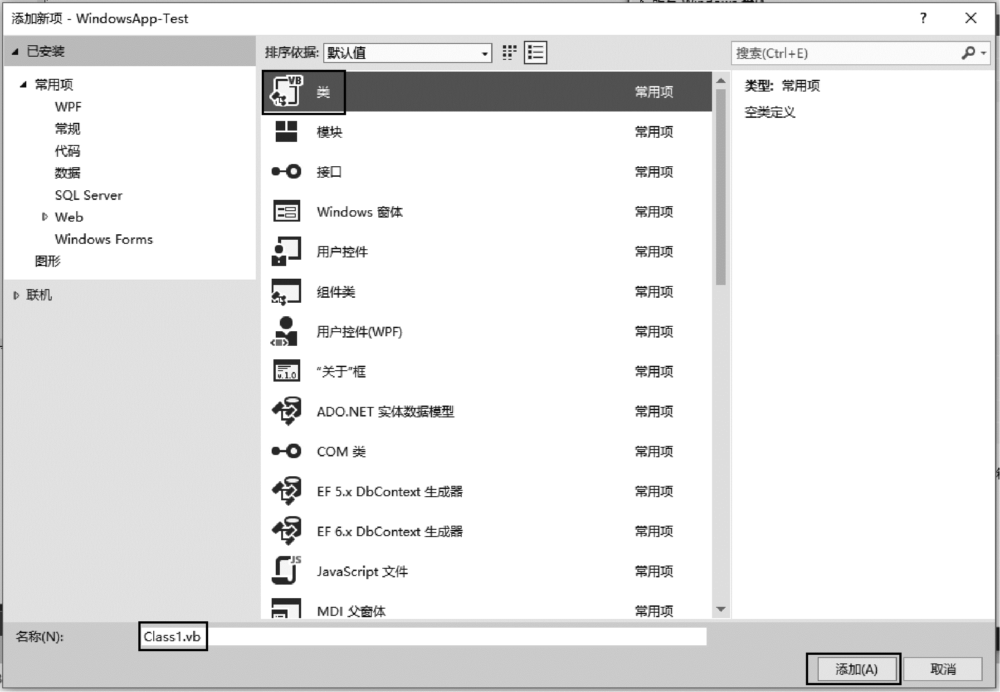 添加新项 - WindowsApp-Test
?
已安装
常用项
WPF
常规
代码
数据
SQL Server
Web
Windows Forms
图形
联机
排序依据: 默认值
搜索(Ctrl+E)
VB 类 常用项
模块 常用项
接口 常用项
Windows 窗体 常用项
用户控件 常用项
组件类 常用项
用户控件(WPF) 常用项
v.1.0 “关于”框 常用项
ADO.NET 实体数据模型 常用项
COM 类 常用项
EF 5.x DbContext 生成器 常用项
EF 6.x DbContext 生成器 常用项
JS JavaScript 文件 常用项
MDI 父窗体 常用项
类型: 常用项
空类定义
名称(N): Class1.vb
添加(A) 取消